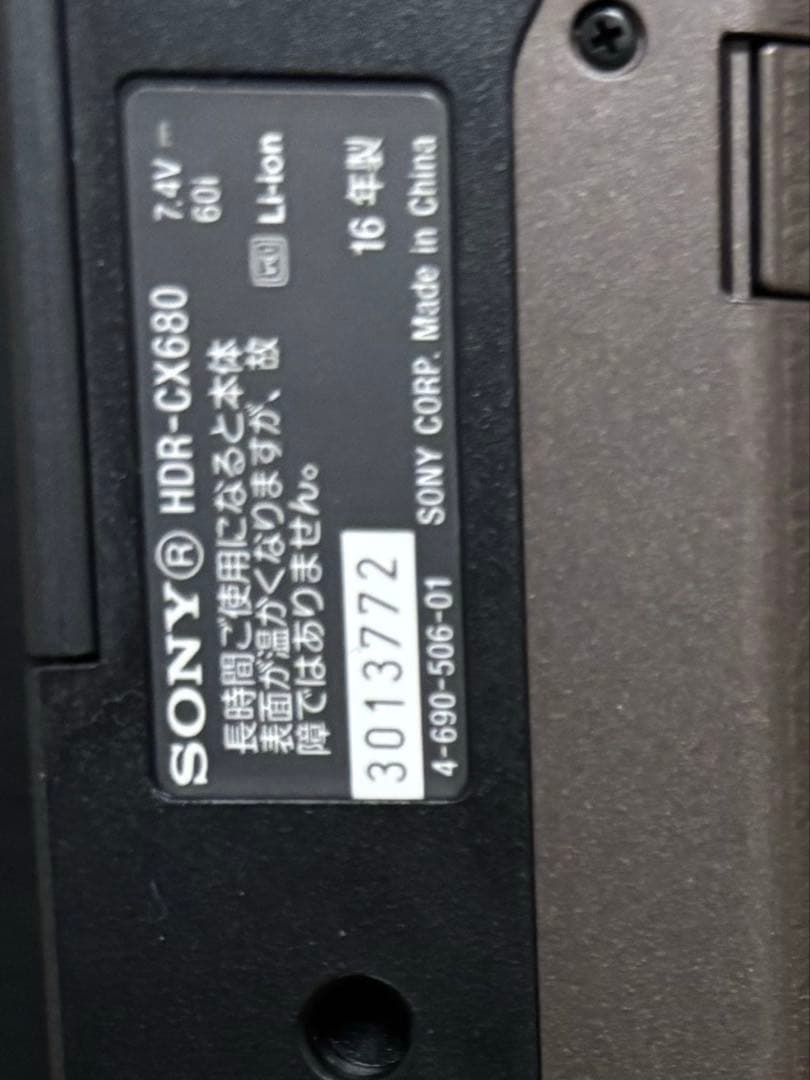 SONY® HDR-CX680 7.4V ⎓
60i
長時間ご使用になると本体
表面が温かくなりますが、故
障ではありません。
Li-ion
3013772
16 年製
4-690-506-01 SONY CORP. Made in China